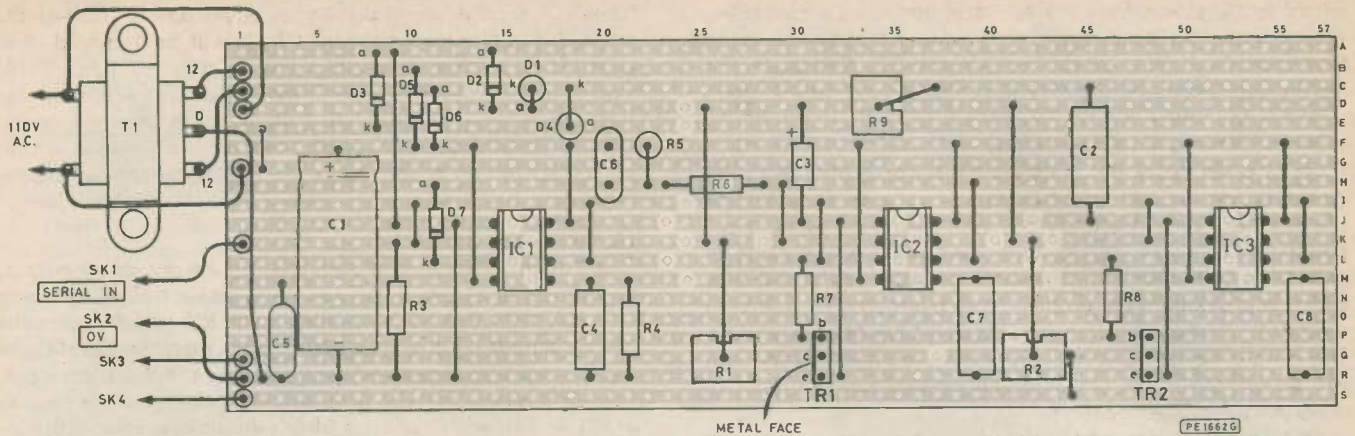 1 5 10 15 20 25 30 35 40 45 50 55 57
A
B
C
D
E
F
G
H
I
J
K
L
M
N
O
P
Q
R
S
12
T1
D
12
11DV
A.C.
a
D3
k
a
D5
k
a
D6
k
a
D2
k
D1
k
a
k
D4
a
C6
R5
R6
+
C3
R9
C2
C1
+
−
a
D7
k
IC1
IC2
IC3
SK1
SERIAL IN
SK2
OV
SK3
SK4
C5
R3
C4
R4
R1
R7
b
c
e
TR1
C7
R2
R8
b
c
e
TR2
C8
METAL FACE
PE1662G